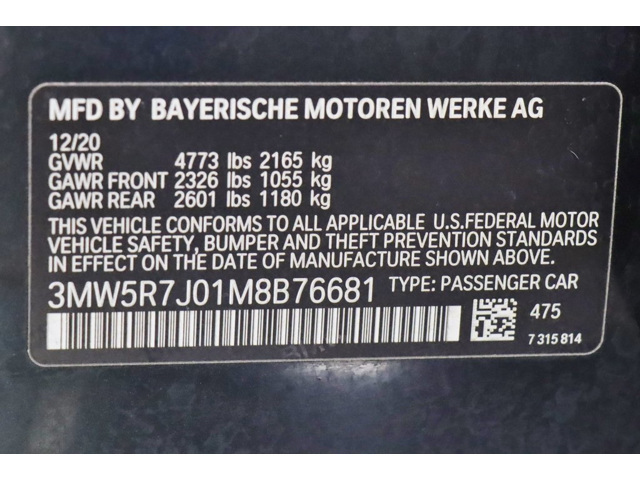 MFD BY BAYERISCHE MOTOREN WERKE AG
12/20
GVWR 4773 lbs 2165 kg
GAWR FRONT 2326 lbs 1055 kg
GAWR REAR 2601 lbs 1180 kg
THIS VEHICLE CONFORMS TO ALL APPLICABLE U.S.FEDERAL MOTOR
VEHICLE SAFETY, BUMPER AND THEFT PREVENTION STANDARDS
IN EFFECT ON THE DATE OF MANUFACTURE SHOWN ABOVE.
3MW5R7J01M8B76681 TYPE: PASSENGER CAR
475
7 315 814